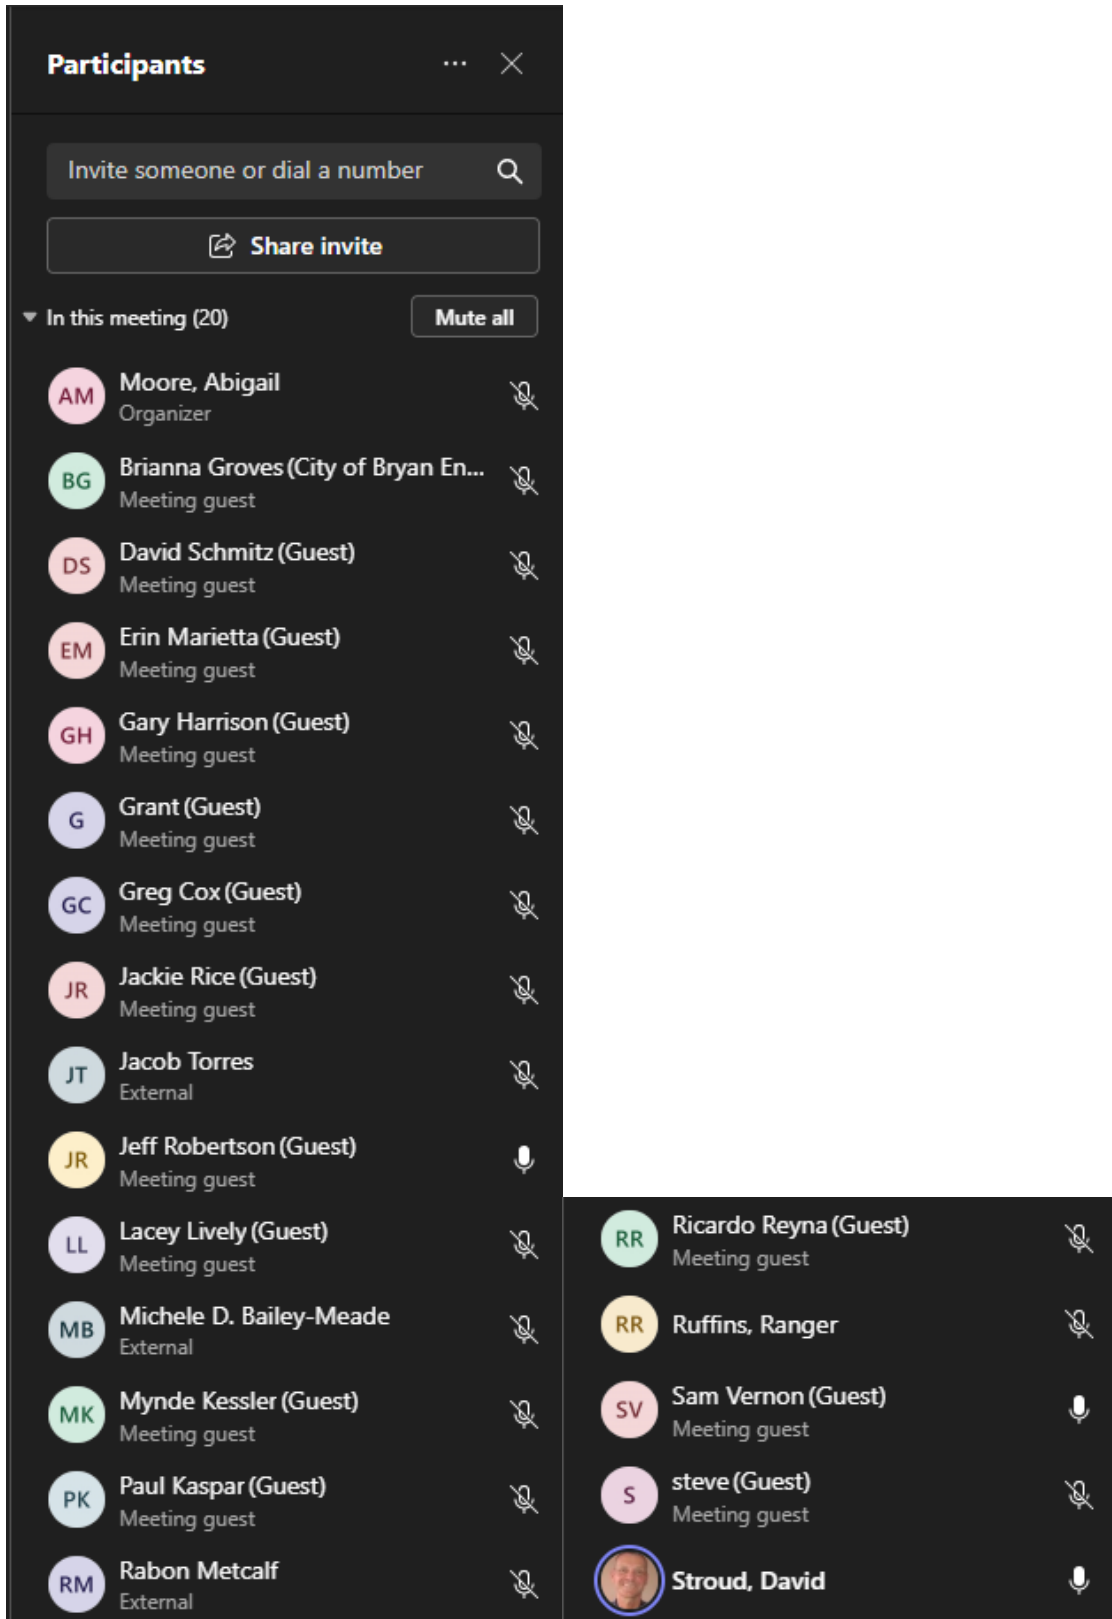 Participants
Invite someone or dial a number
Share invite
In this meeting (20)
Mute all
AM
Moore, Abigail
Organizer
BG
Brianna Groves (City of Bryan En...
Meeting guest
DS
David Schmitz (Guest)
Meeting guest
EM
Erin Marietta (Guest)
Meeting guest
GH
Gary Harrison (Guest)
Meeting guest
G
Grant (Guest)
Meeting guest
GC
Greg Cox (Guest)
Meeting guest
JR
Jackie Rice (Guest)
Meeting guest
JT
Jacob Torres
External
JR
Jeff Robertson (Guest)
Meeting guest
LL
Lacey Lively (Guest)
Meeting guest
MB
Michele D. Bailey-Meade
External
MK
Mynde Kessler (Guest)
Meeting guest
PK
Paul Kaspar (Guest)
Meeting guest
RM
Rabon Metcalf
External
RR
Ricardo Reyna (Guest)
Meeting guest
RR
Ruffins, Ranger
SV
Sam Vernon (Guest)
Meeting guest
S
steve (Guest)
Meeting guest
Stroud, David